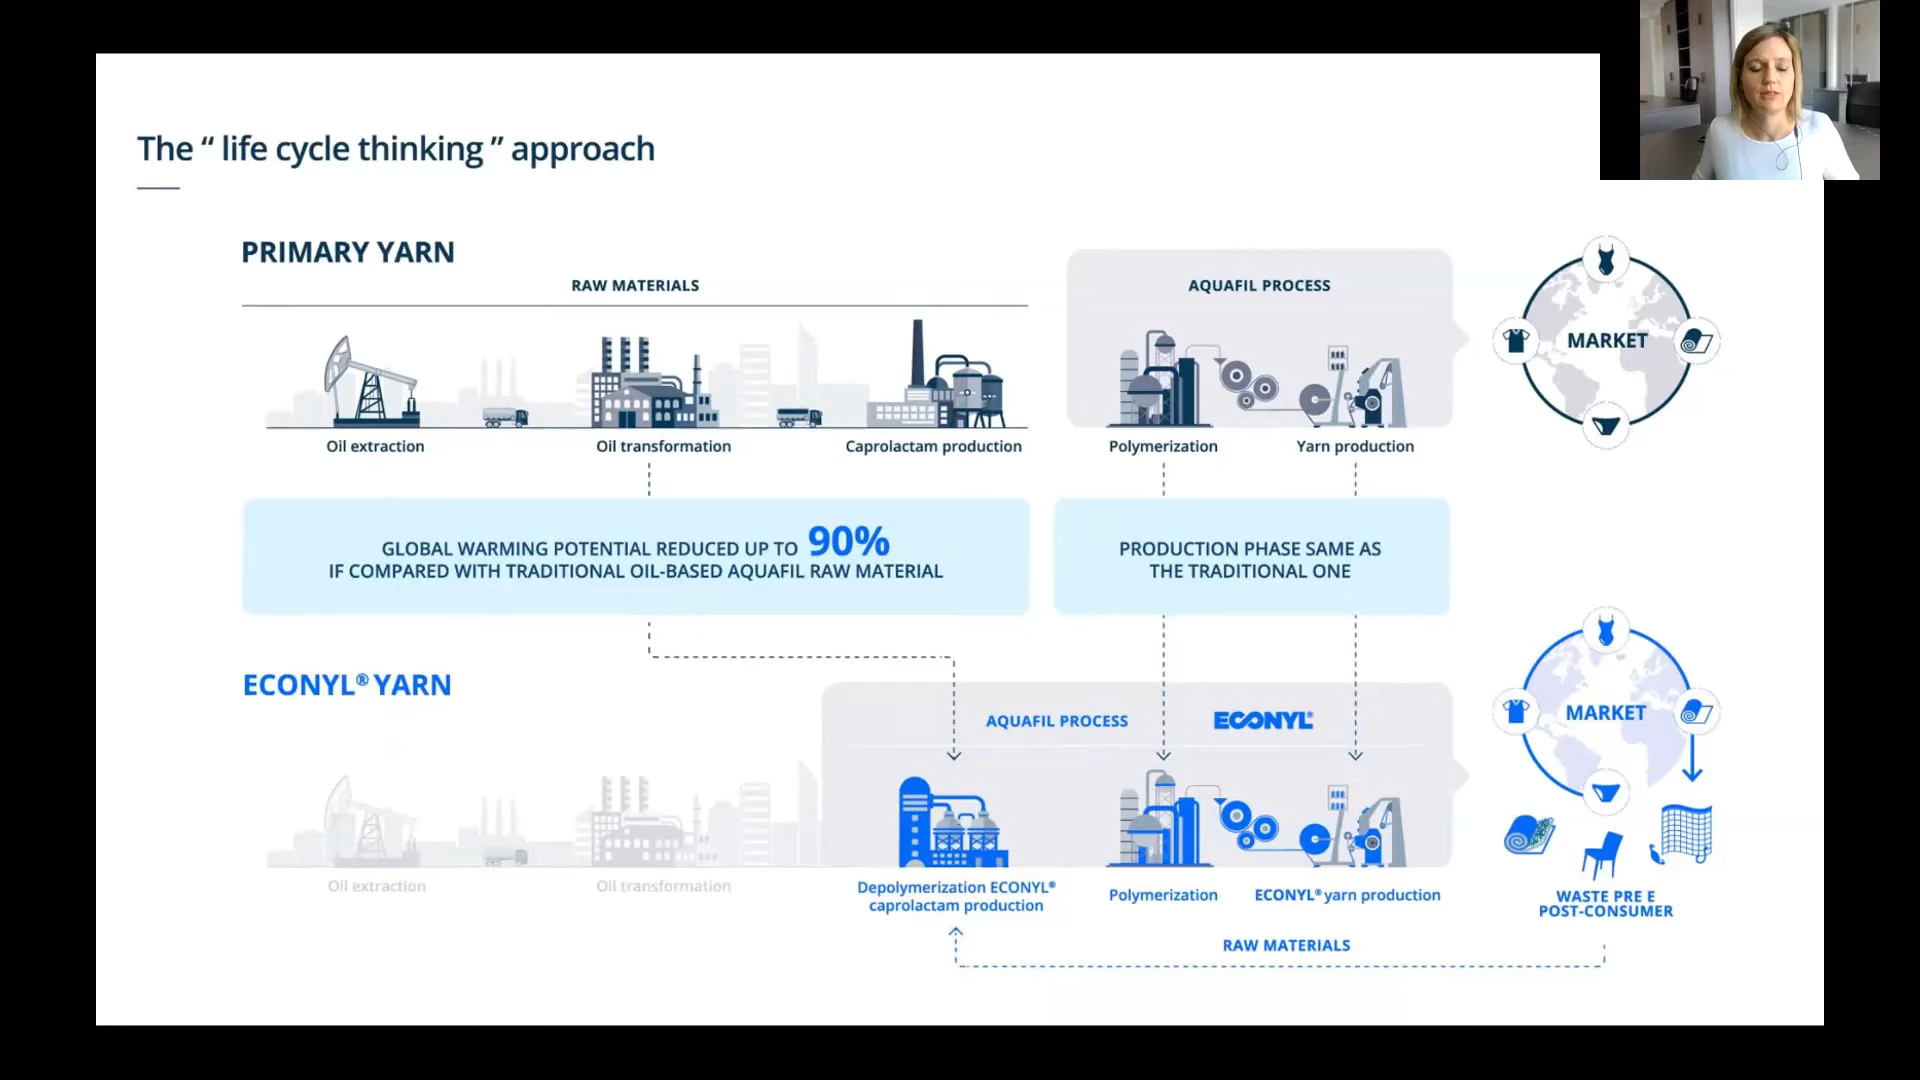 The “ life cycle thinking ” approach
PRIMARY YARN
RAW MATERIALS
AQUAFIL PROCESS
MARKET
Oil extraction
Oil transformation
Caprolactam production
Polymerization
Yarn production
GLOBAL WARMING POTENTIAL REDUCED UP TO 90%
IF COMPARED WITH TRADITIONAL OIL-BASED AQUAFIL RAW MATERIAL
PRODUCTION PHASE SAME AS
THE TRADITIONAL ONE
ECONYL® YARN
AQUAFIL PROCESS
ECONYL®
MARKET
Oil extraction
Oil transformation
Depolymerization ECONYL®
caprolactam production
Polymerization
ECONYL® yarn production
WASTE PRE E
POST-CONSUMER
RAW MATERIALS